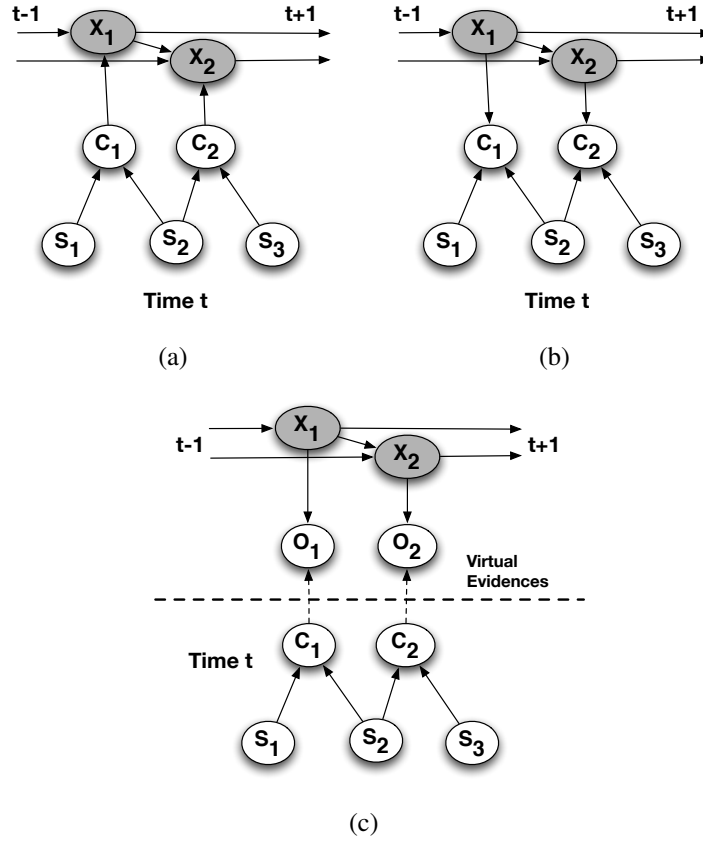 t-1 X1 t+1
X2
C1 C2
S1 S2 S3
Time t
(a)
t-1 X1 t+1
X2
C1 C2
S1 S2 S3
Time t
(b)
X1
t-1 X2 t+1
O1 O2
Virtual
Evidences
Time t C1 C2
S1 S2 S3
(c)